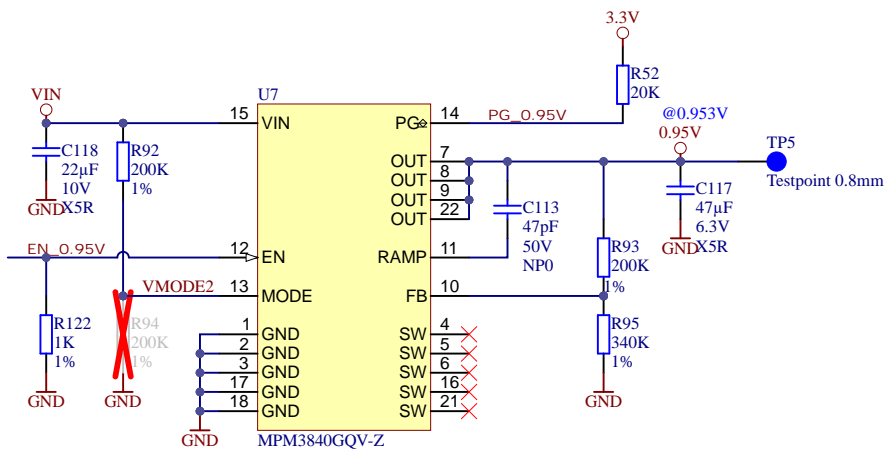 3.3V
R52
20K
@0.953V
0.95V
VIN
U7
15
VIN
PG
14
PG_0.95V
TP5
Testpoint 0.8mm
C118
22µF
10V
X5R
GND
R92
200K
1%
OUT
7
OUT
8
OUT
9
OUT
22
C113
47pF
50V
NP0
C117
47µF
6.3V
X5R
GND
EN_0.95V
12
EN
RAMP
11
R93
200K
1%
VMODE2
13
MODE
FB
10
R122
1K
1%
GND
R94
200K
1%
GND
1
GND
2
GND
3
GND
17
GND
18
GND
GND
SW
4
SW
5
SW
6
SW
16
SW
21
R95
340K
1%
GND
MPM3840GQV-Z